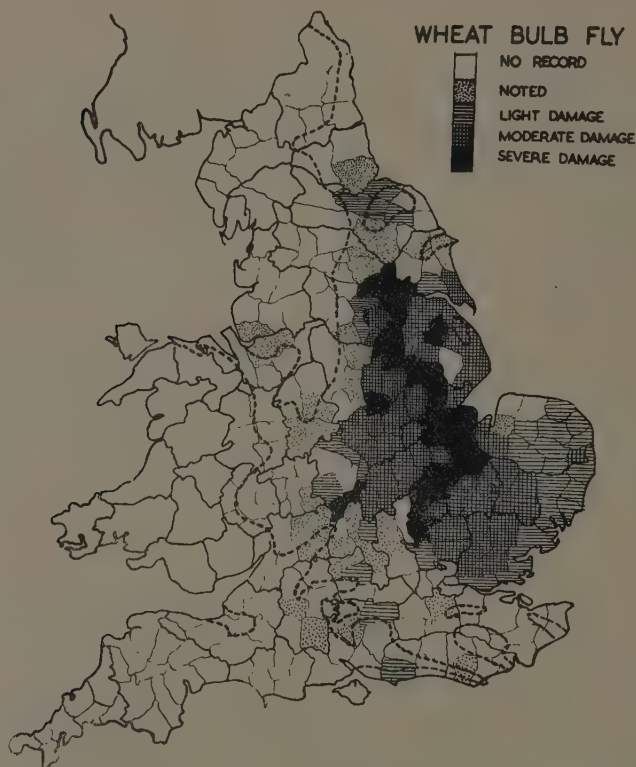 WHEAT BULB FLY
NO RECORD
NOTED
LIGHT DAMAGE
MODERATE DAMAGE
SEVERE DAMAGE